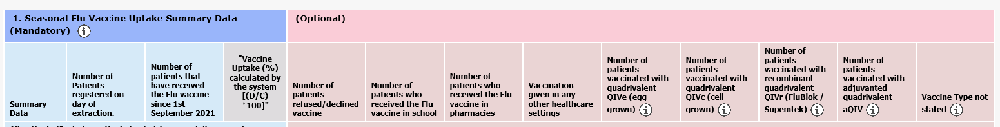 1. Seasonal Flu Vaccine Uptake Summary Data
(Mandatory)
(Optional)
Summary
Data
Number of
Patients
registered on
day of
extraction.
Number of
patients that
have received
the Flu vaccine
since 1st
September 2021
"Vaccine
Uptake (%)
calculated by
the system
[(D/C)
*100]"
Number of
patients
refused/declined
vaccine
Number of
patients who
received the Flu
vaccine in school
Number of
patients who
received the Flu
vaccine in
pharmacies
Vaccination
given in any
other healthcare
settings
Number of
patients
vaccinated with
quadrivalent -
QIVe (egg-
grown)
Number of
patients
vaccinated with
quadrivalent -
QIVc (cell-
grown)
Number of
patients
vaccinated with
recombinant
quadrivalent -
QIVr (FluBlok /
Supemtek)
Number of
patients
vaccinated with
adjuvanted
quadrivalent -
aQIV
Vaccine Type not
stated